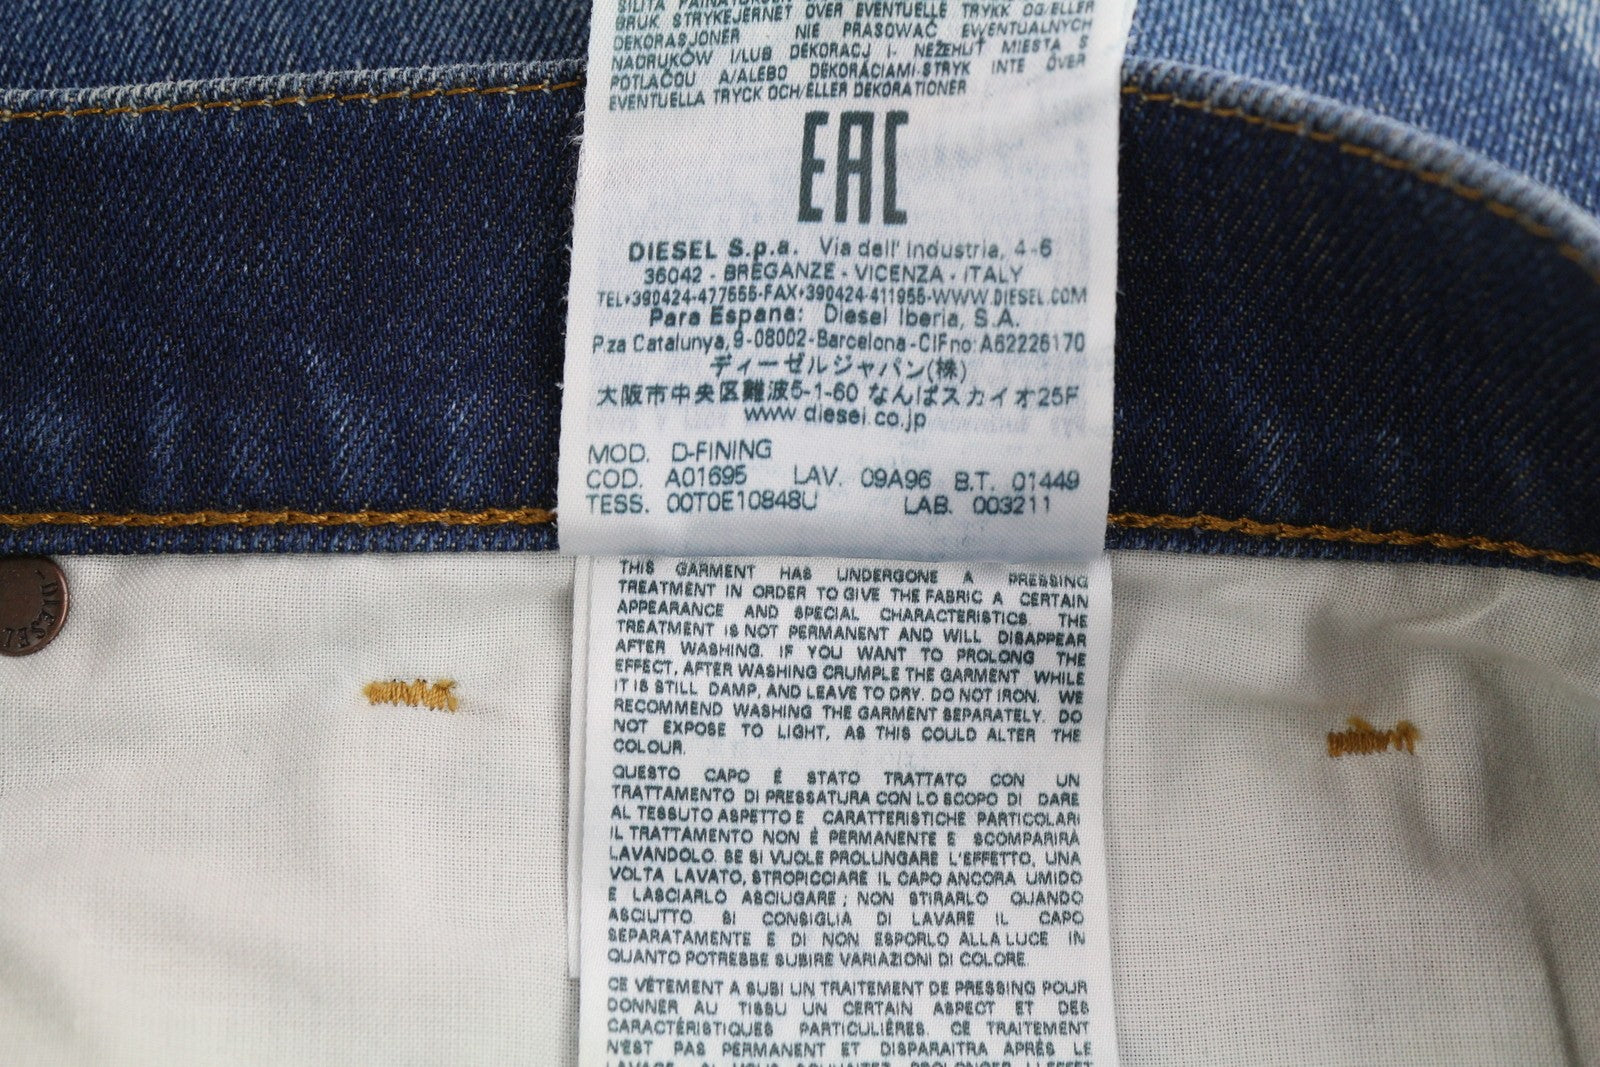 SILITA PAINATUKSEN
BRUK STRYKEJERNET OVER EVENTUELLE TRYKK OG/ELLER
DEKORASJONER NIE PRASOWAĆ EWENTUALNYCH
NADRUKÓW I/LUB DEKORACJ I- NEŽEHLIT MIESTA S
POTLAČOU A/ALEBO DEKORÁCIAMI-STRYK INTE ÖVER
EVENTUELLA TRYCK OCH/ELLER DEKORATIONER
EAC
DIESEL S.p.a. Via dell' Industria, 4-6
36042 - BREGANZE - VICENZA - ITALY
TEL+390424-477555-FAX+390424-411955-WWW.DIESEL.COM
Para Espana: Diesel Iberia, S.A.
P.za Catalunya, 9-08002-Barcelona-CIF no: A62226170
ディーゼルジャパン(株)
大阪市中央区難波5-1-60 なんばスカイオ25F
www.diesel.co.jp
MOD. D-FINING
COD. A01695 LAV. 09A96 B.T. 01449
TESS. 00T0E10848U LAB. 003211
THIS GARMENT HAS UNDERGONE A PRESSING
TREATMENT IN ORDER TO GIVE THE FABRIC A CERTAIN
APPEARANCE AND SPECIAL CHARACTERISTICS. THE
TREATMENT IS NOT PERMANENT AND WILL DISAPPEAR
AFTER WASHING. IF YOU WANT TO PROLONG THE
EFFECT, AFTER WASHING CRUMPLE THE GARMENT WHILE
IT IS STILL DAMP, AND LEAVE TO DRY. DO NOT IRON. WE
RECOMMEND WASHING THE GARMENT SEPARATELY. DO
NOT EXPOSE TO LIGHT, AS THIS COULD ALTER THE
COLOUR.
QUESTO CAPO È STATO TRATTATO CON UN
TRATTAMENTO DI PRESSATURA CON LO SCOPO DI DARE
AL TESSUTO ASPETTO E CARATTERISTICHE PARTICOLARI
IL TRATTAMENTO NON È PERMANENTE E SCOMPARIRÀ
LAVANDOLO. SE SI VUOLE PROLUNGARE L'EFFETTO, UNA
VOLTA LAVATO, STROPICCIARE IL CAPO ANCORA UMIDO
E LASCIARLO ASCIUGARE; NON STIRARLO QUANDO
ASCIUTTO SI CONSIGLIA DI LAVARE IL CAPO
SEPARATAMENTE E DI NON ESPORLO ALLA LUCE IN
QUANTO POTREBBE SUBIRE VARIAZIONI DI COLORE.
CE VÊTEMENT A SUBI UN TRAITEMENT DE PRESSING POUR
DONNER AU TISSU UN CERTAIN ASPECT ET DES
CARACTÉRISTIQUES PARTICULIÈRES. CE TRAITEMENT
N'EST PAS PERMANENT ET DISPARAITRA APRÈS LE
LAVAGE. SI VOUS SOUHAITEZ PROLONGER L'EFFET
DIESEL